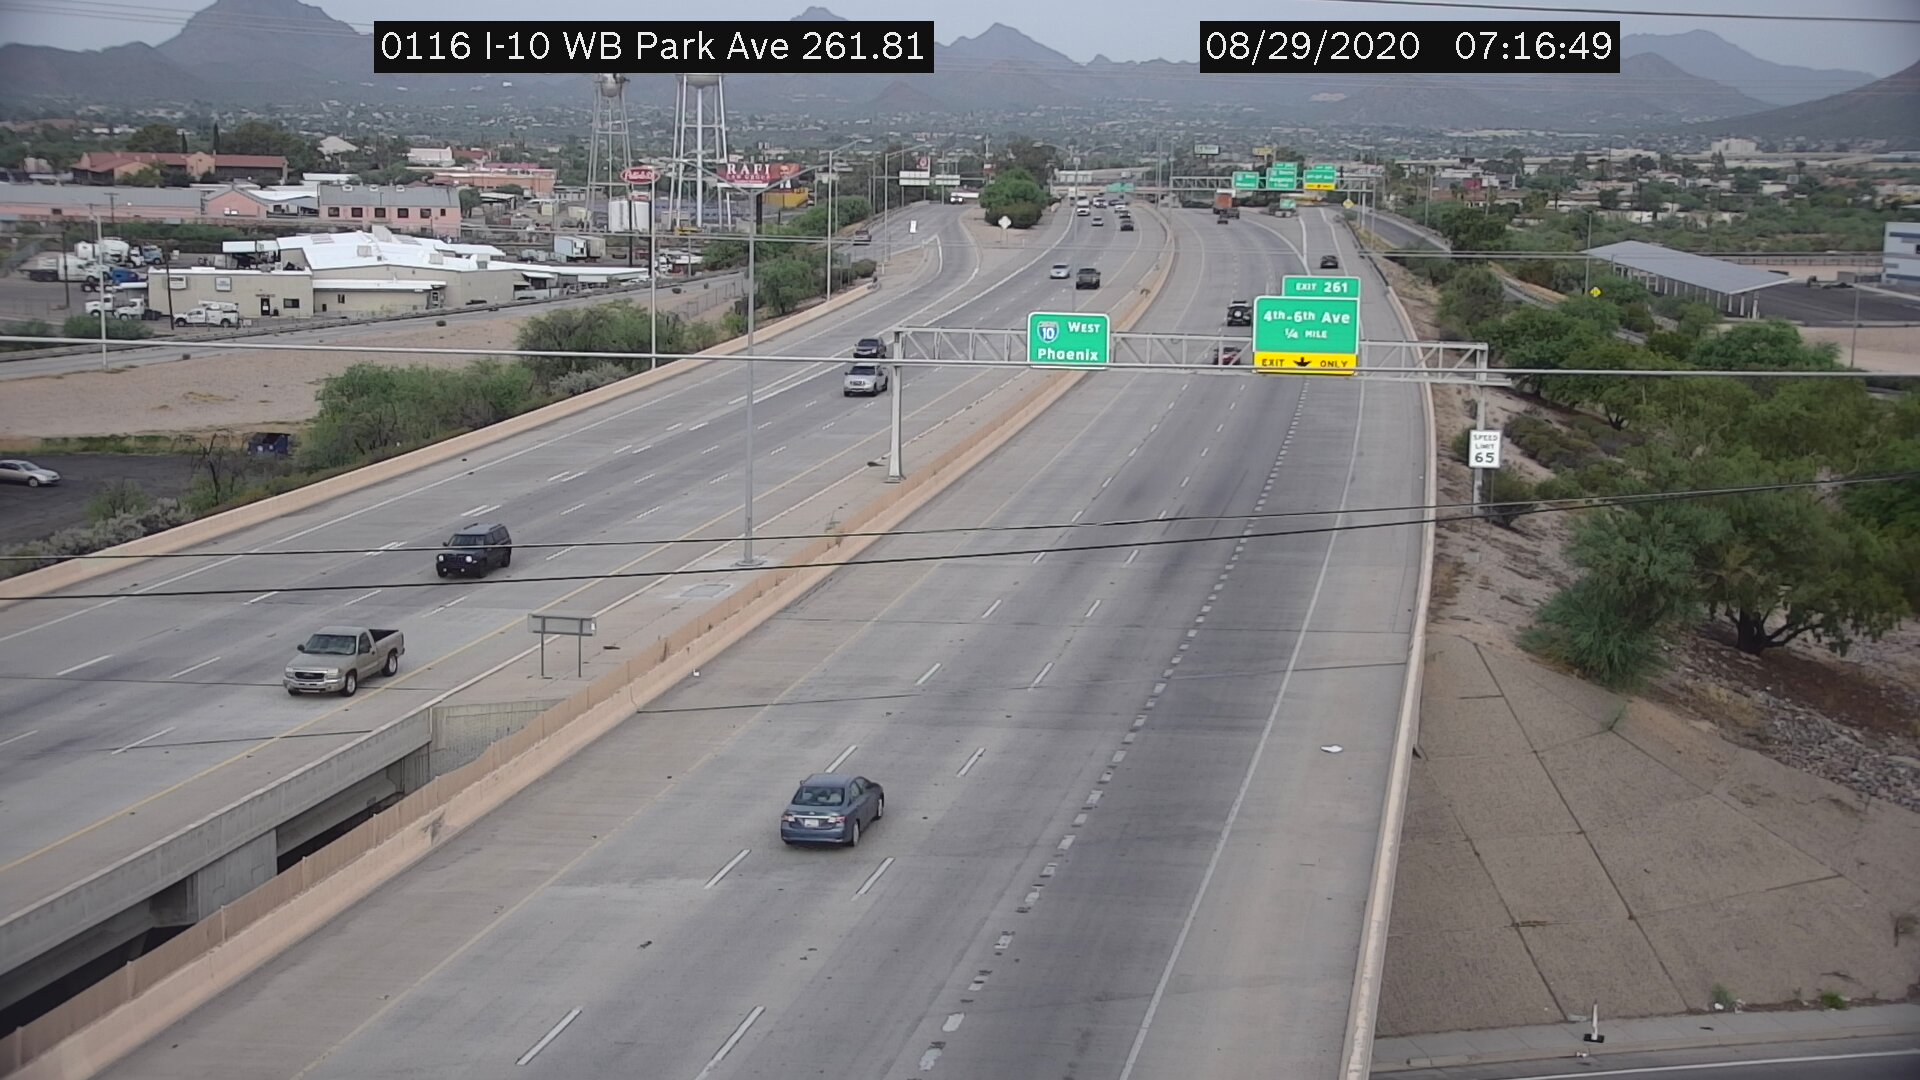 0116 I-10 WB Park Ave 261.81
08/29/2020 07:16:49
RAFI
EXIT 261
4th-6th Ave
1/4 MILE
EXIT ONLY
10 WEST
Phoenix
SPEED
LIMIT
65